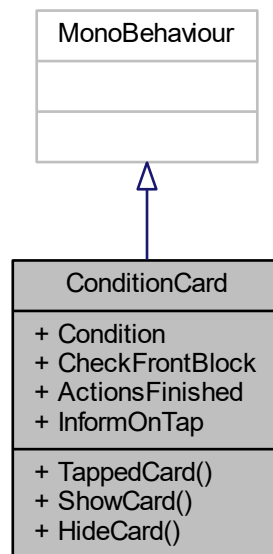 MonoBehaviour
ConditionCard
+ Condition
+ CheckFrontBlock
+ ActionsFinished
+ InformOnTap
+ TappedCard()
+ ShowCard()
+ HideCard()